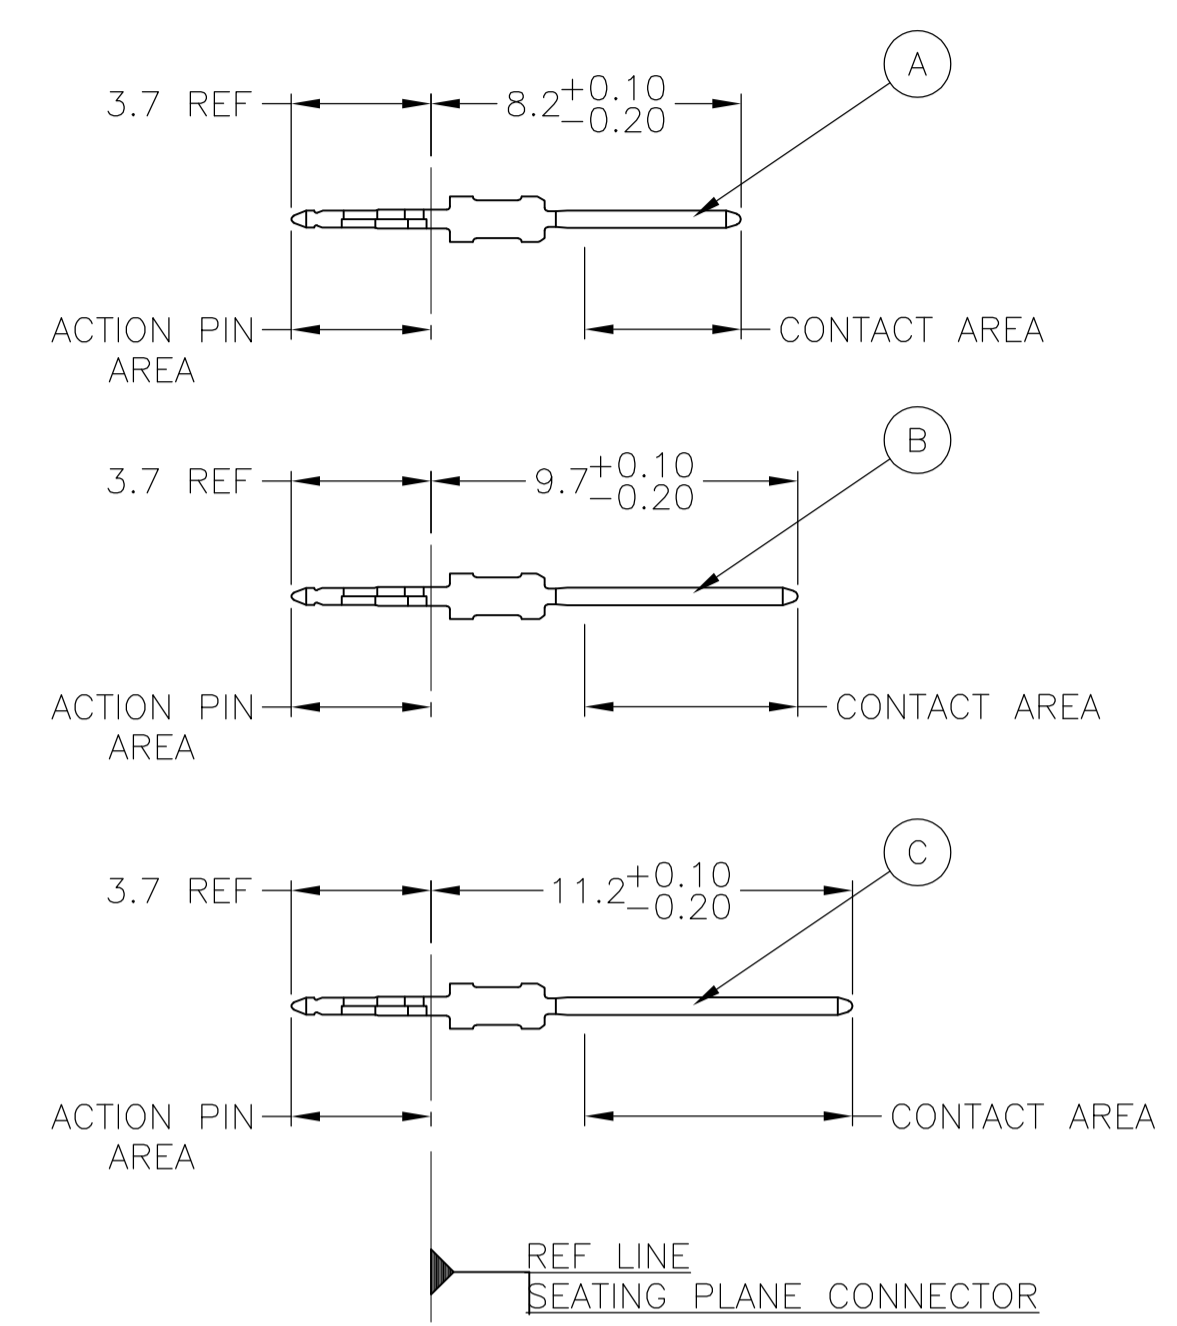 A
3.7 REF
8.2 +0.10
-0.20
ACTION PIN
AREA
CONTACT AREA
B
3.7 REF
9.7 +0.10
-0.20
ACTION PIN
AREA
CONTACT AREA
C
3.7 REF
11.2 +0.10
-0.20
ACTION PIN
AREA
CONTACT AREA
REF LINE
SEATING PLANE CONNECTOR